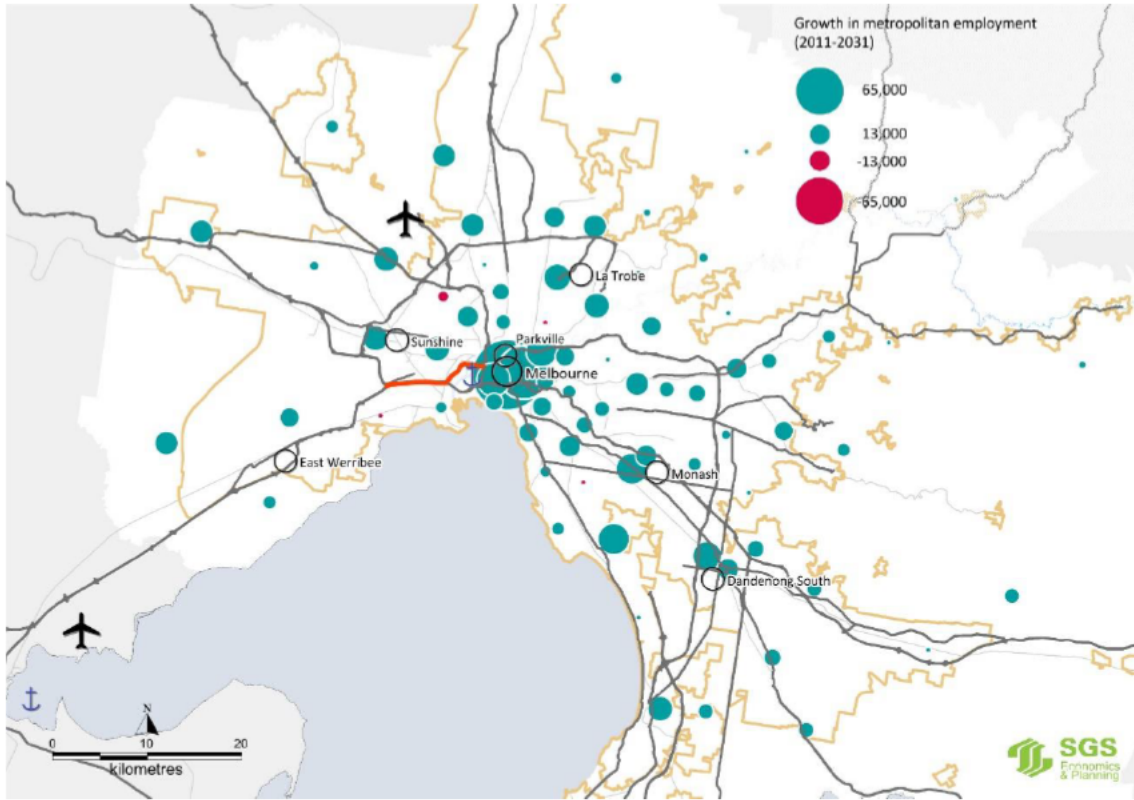 Growth in metropolitan employment
(2011-2031)
65,000
13,000
-13,000
-65,000
La Trobe
Parkville
Sunshine
Melbourne
East Werribee
Monash
Dandenong South
N
0 10 20
kilometres
SGS
Economics
& Planning